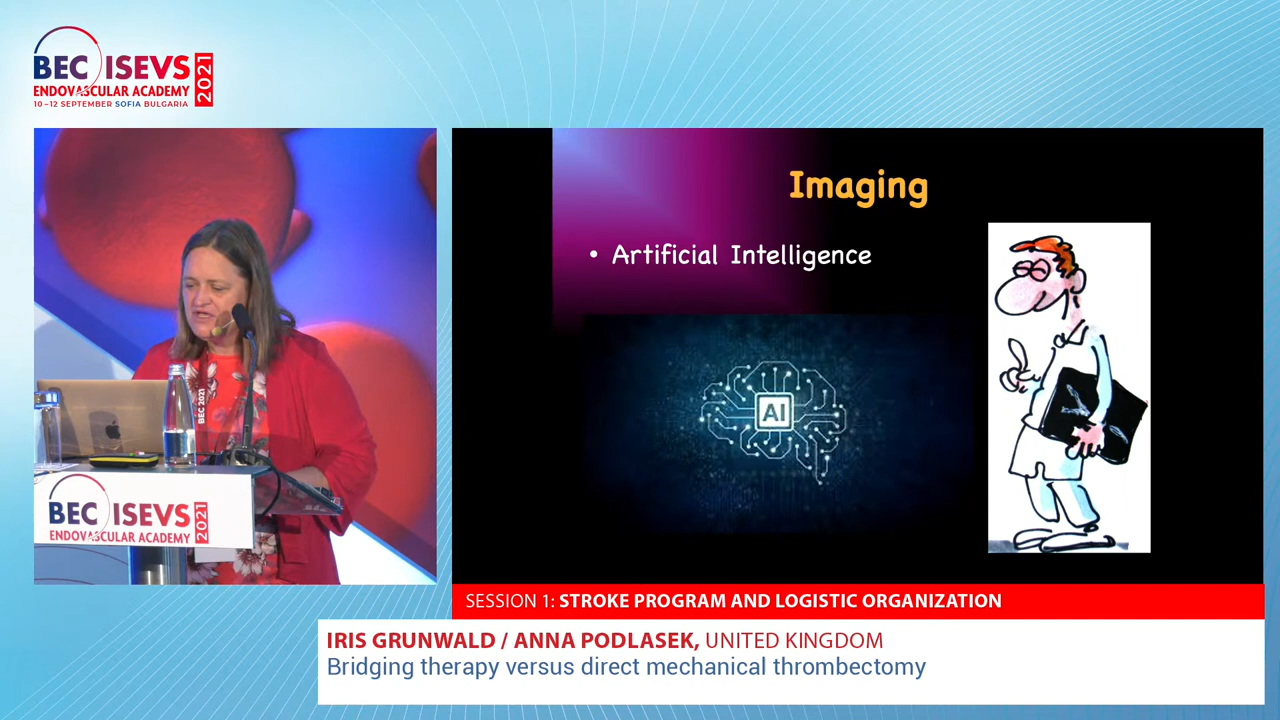 BEC ISEVS
ENDOVASCULAR ACADEMY
2021
10-12 SEPTEMBER SOFIA BULGARIA
BEC 2021
BEC ISEVS
ENDOVASCULAR ACADEMY
2021
Imaging
• Artificial Intelligence
AI
SESSION 1: STROKE PROGRAM AND LOGISTIC ORGANIZATION
IRIS GRUNWALD / ANNA PODLASEK, UNITED KINGDOM
Bridging therapy versus direct mechanical thrombectomy